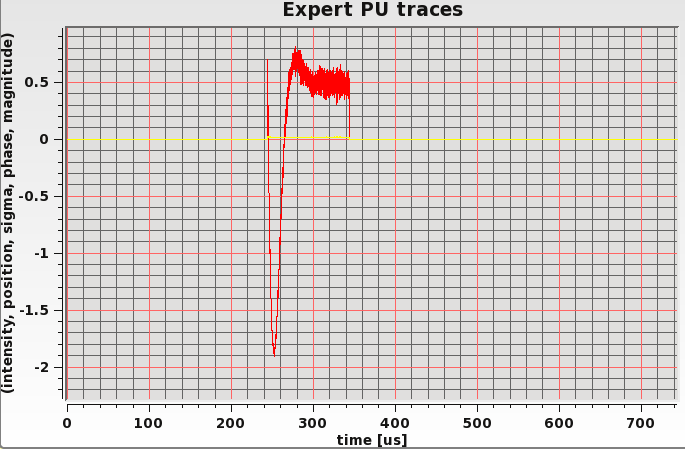 Expert PU traces
(intensity, position, sigma, phase, magnitude)
0.5
0
-0.5
-1
-1.5
-2
0 100 200 300 400 500 600 700
time [us]